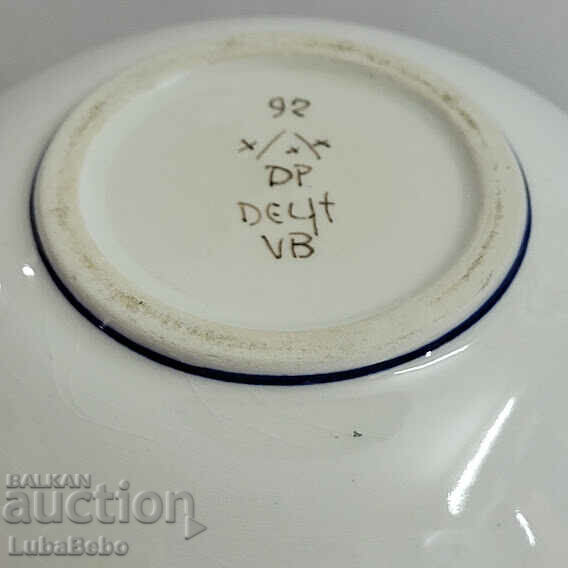 92
x/.x\x
DP
DELft
VB
BALKAN
auction
LubaBebo